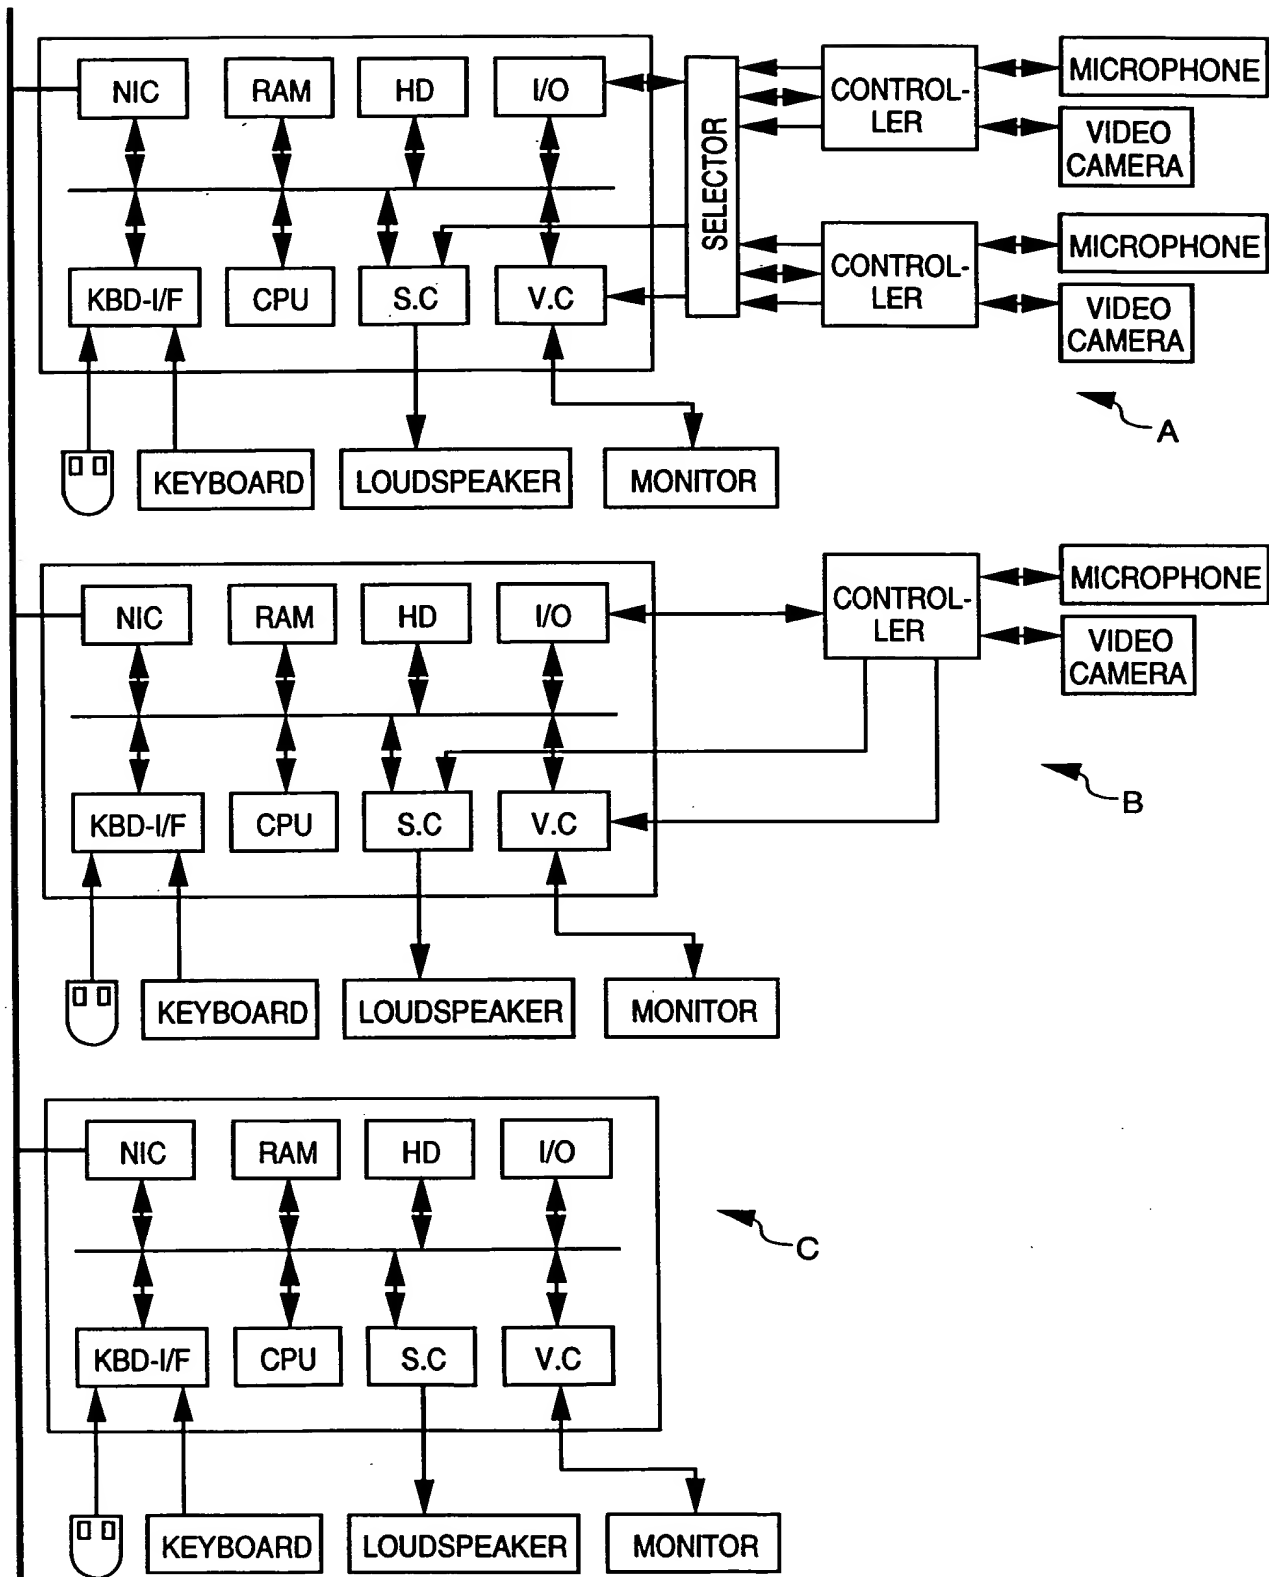 NIC RAM HD I/O
SELECTOR
CONTROL-
LER
MICROPHONE
VIDEO
CAMERA
KBD-I/F CPU S.C V.C
CONTROL-
LER
MICROPHONE
VIDEO
CAMERA
A
KEYBOARD LOUDSPEAKER MONITOR
NIC RAM HD I/O
CONTROL-
LER
MICROPHONE
VIDEO
CAMERA
B
KBD-I/F CPU S.C V.C
KEYBOARD LOUDSPEAKER MONITOR
NIC RAM HD I/O
C
KBD-I/F CPU S.C V.C
KEYBOARD LOUDSPEAKER MONITOR